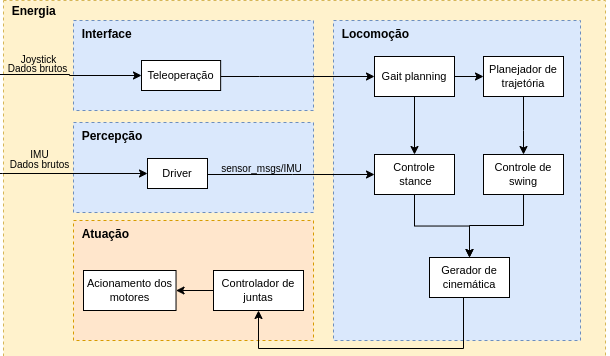 Energia
Interface
Locomoção
Joystick
Dados brutos
Teleoperação
Gait planning
Planejador de
trajetória
Percepção
IMU
Dados brutos
Driver
sensor_msgs/IMU
Controle
stance
Controle de
swing
Atuação
Acionamento dos
motores
Controlador de
juntas
Gerador de
cinemática